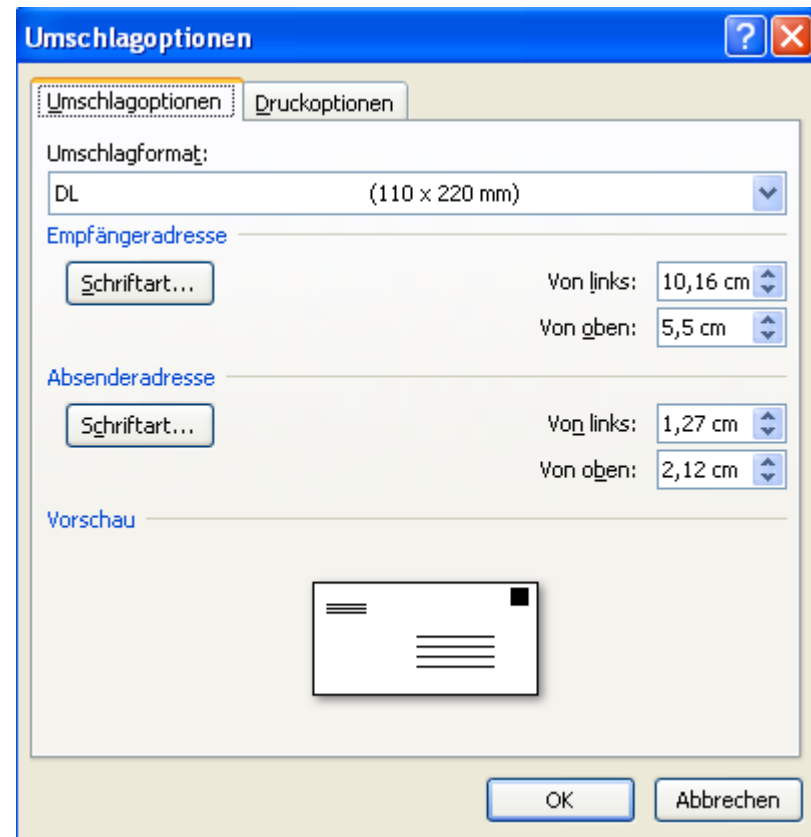 Umschlagoptionen
Umschlagoptionen Druckoptionen
Umschlagformat:
DL (110 x 220 mm)
Empfängeradresse
Schriftart... Von links: 10,16 cm
Von oben: 5,5 cm
Absenderadresse
Schriftart... Von links: 1,27 cm
Von oben: 2,12 cm
Vorschau
OK Abbrechen